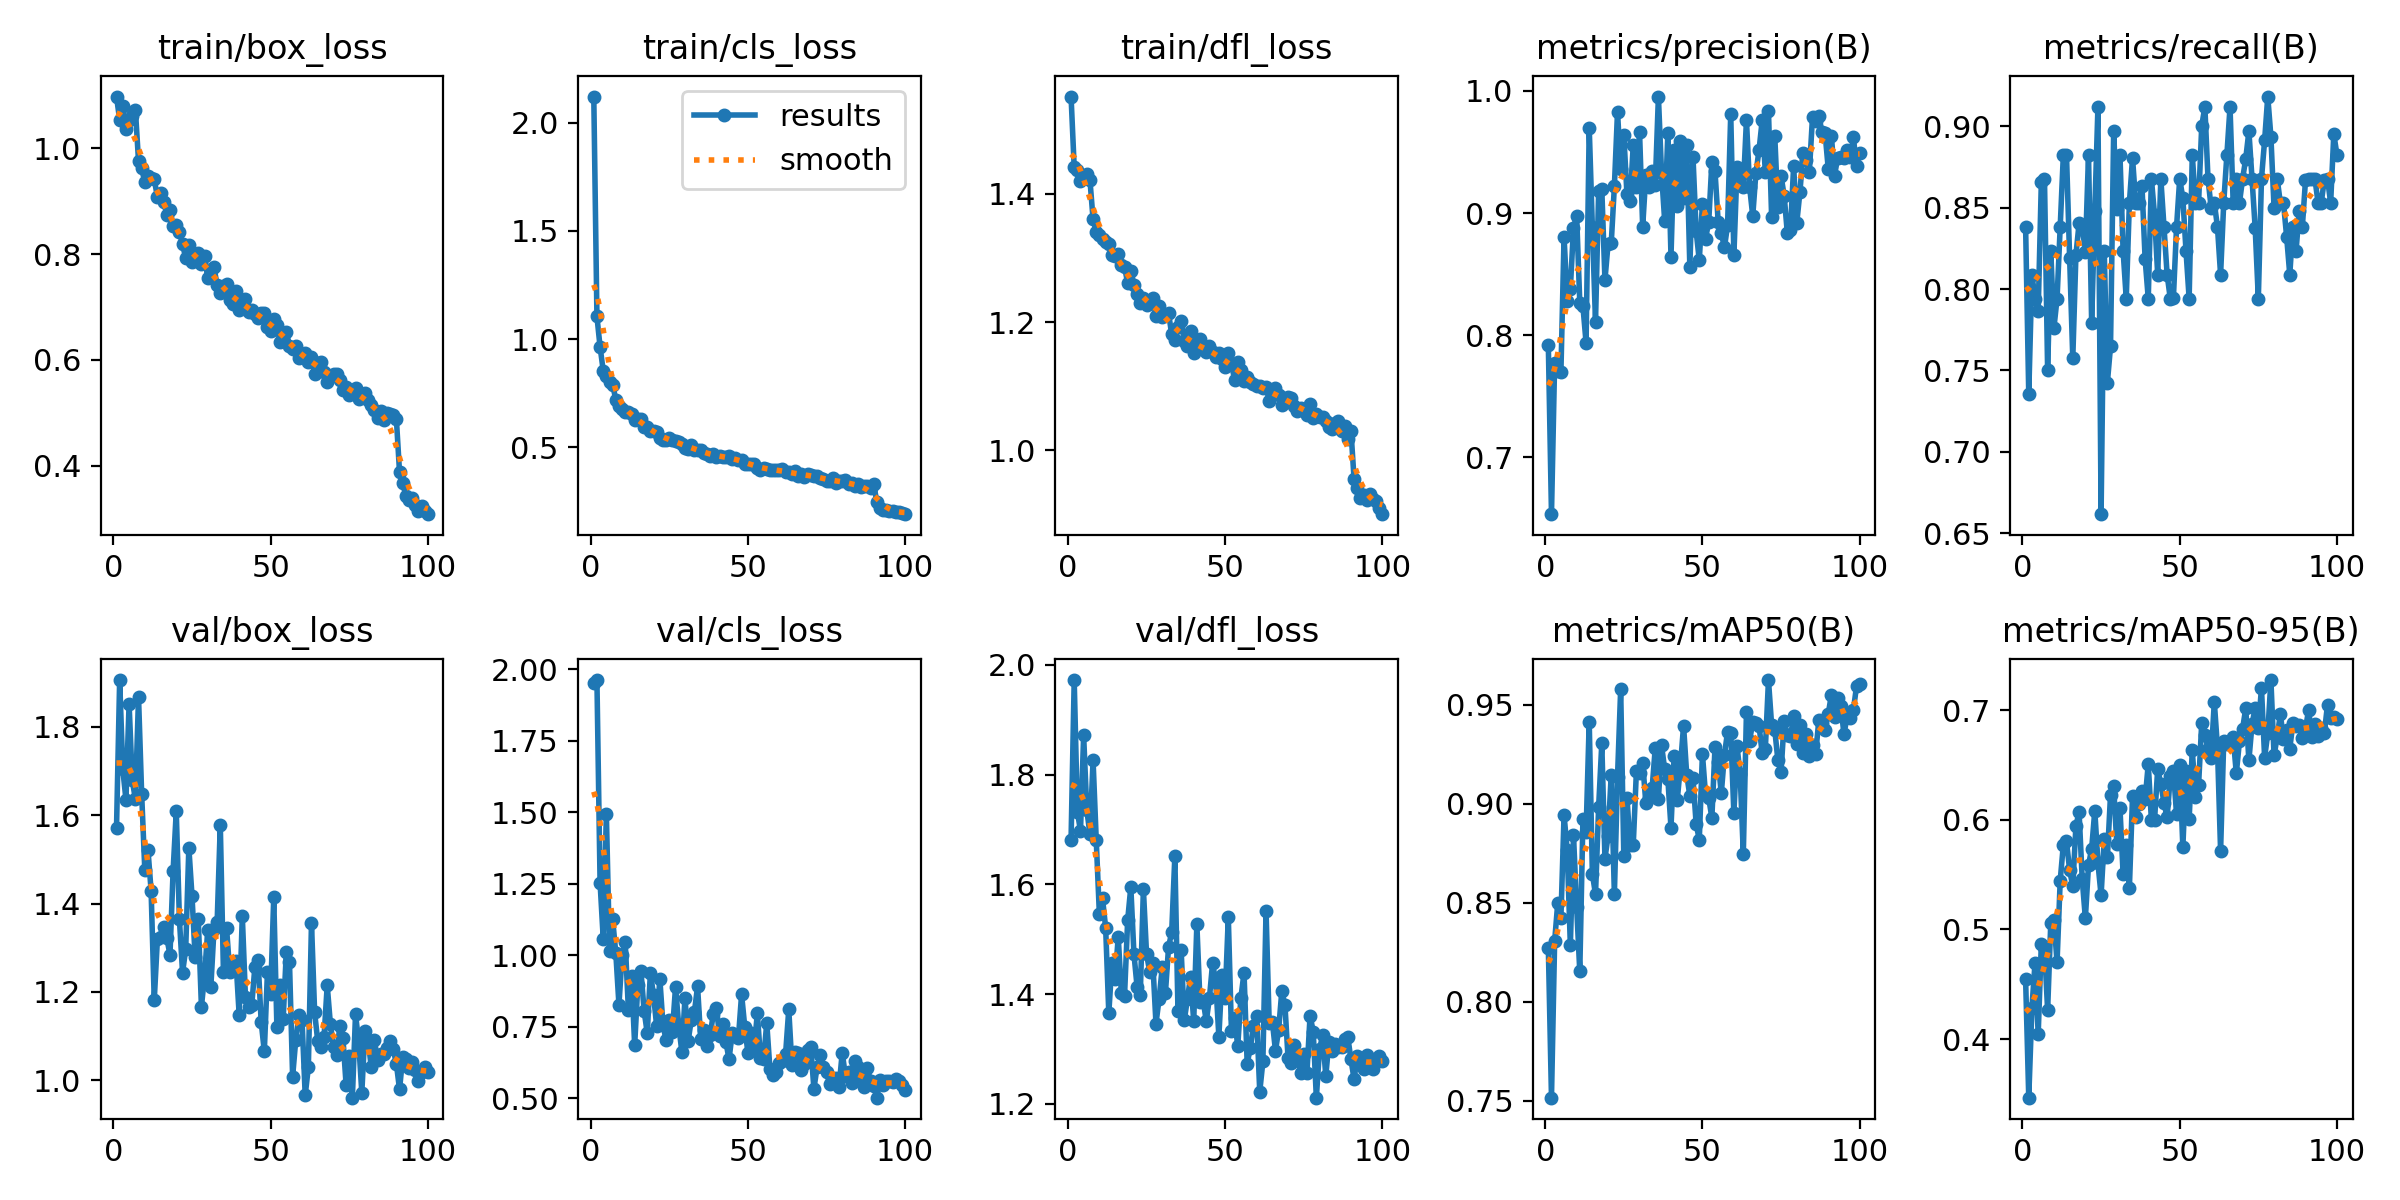 train/box_loss
1.0
0.8
0.6
0.4
0 50 100
train/cls_loss
results
smooth
2.0
1.5
1.0
0.5
0 50 100
train/dfl_loss
1.4
1.2
1.0
0 50 100
metrics/precision(B)
1.0
0.9
0.8
0.7
0 50 100
metrics/recall(B)
0.90
0.85
0.80
0.75
0.70
0.65
0 50 100
val/box_loss
1.8
1.6
1.4
1.2
1.0
0 50 100
val/cls_loss
2.00
1.75
1.50
1.25
1.00
0.75
0.50
0 50 100
val/dfl_loss
2.0
1.8
1.6
1.4
1.2
0 50 100
metrics/mAP50(B)
0.95
0.90
0.85
0.80
0.75
0 50 100
metrics/mAP50-95(B)
0.7
0.6
0.5
0.4
0 50 100